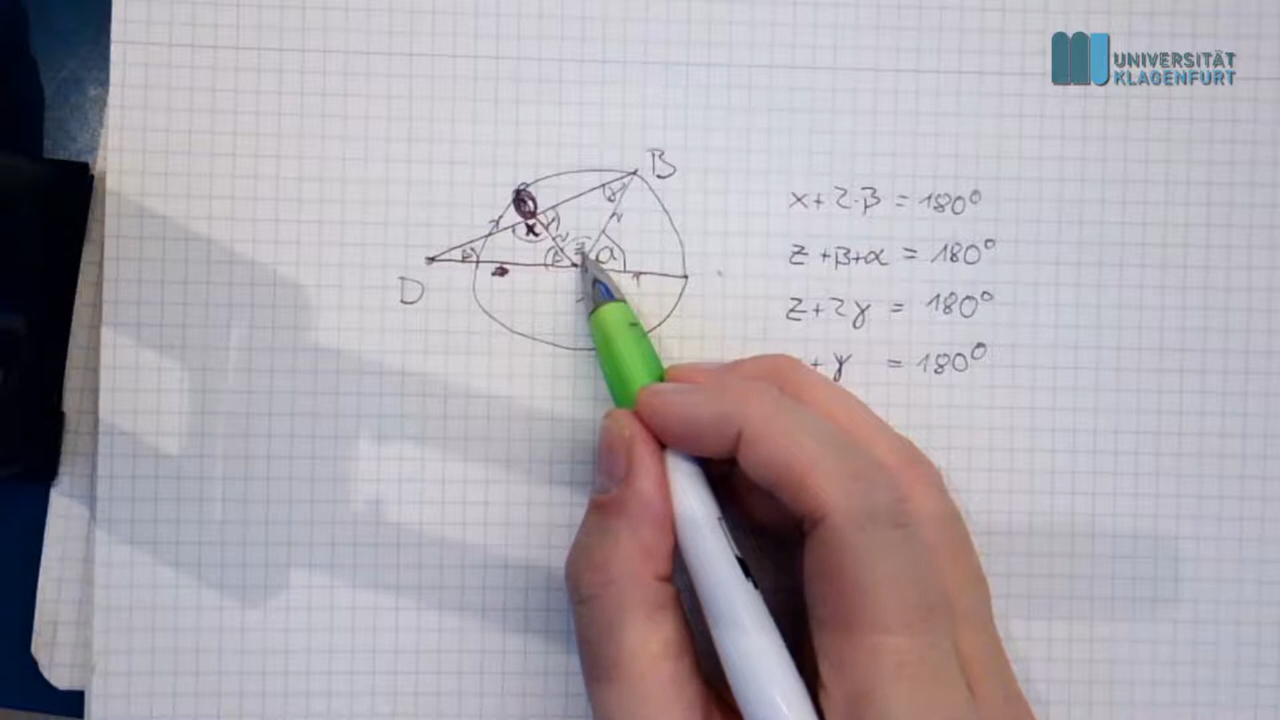 UNIVERSITÄT
KLAGENFURT
B
D
x
α
z
x + 2·β = 180°
z + β + α = 180°
z + 2γ = 180°
+ γ = 180°